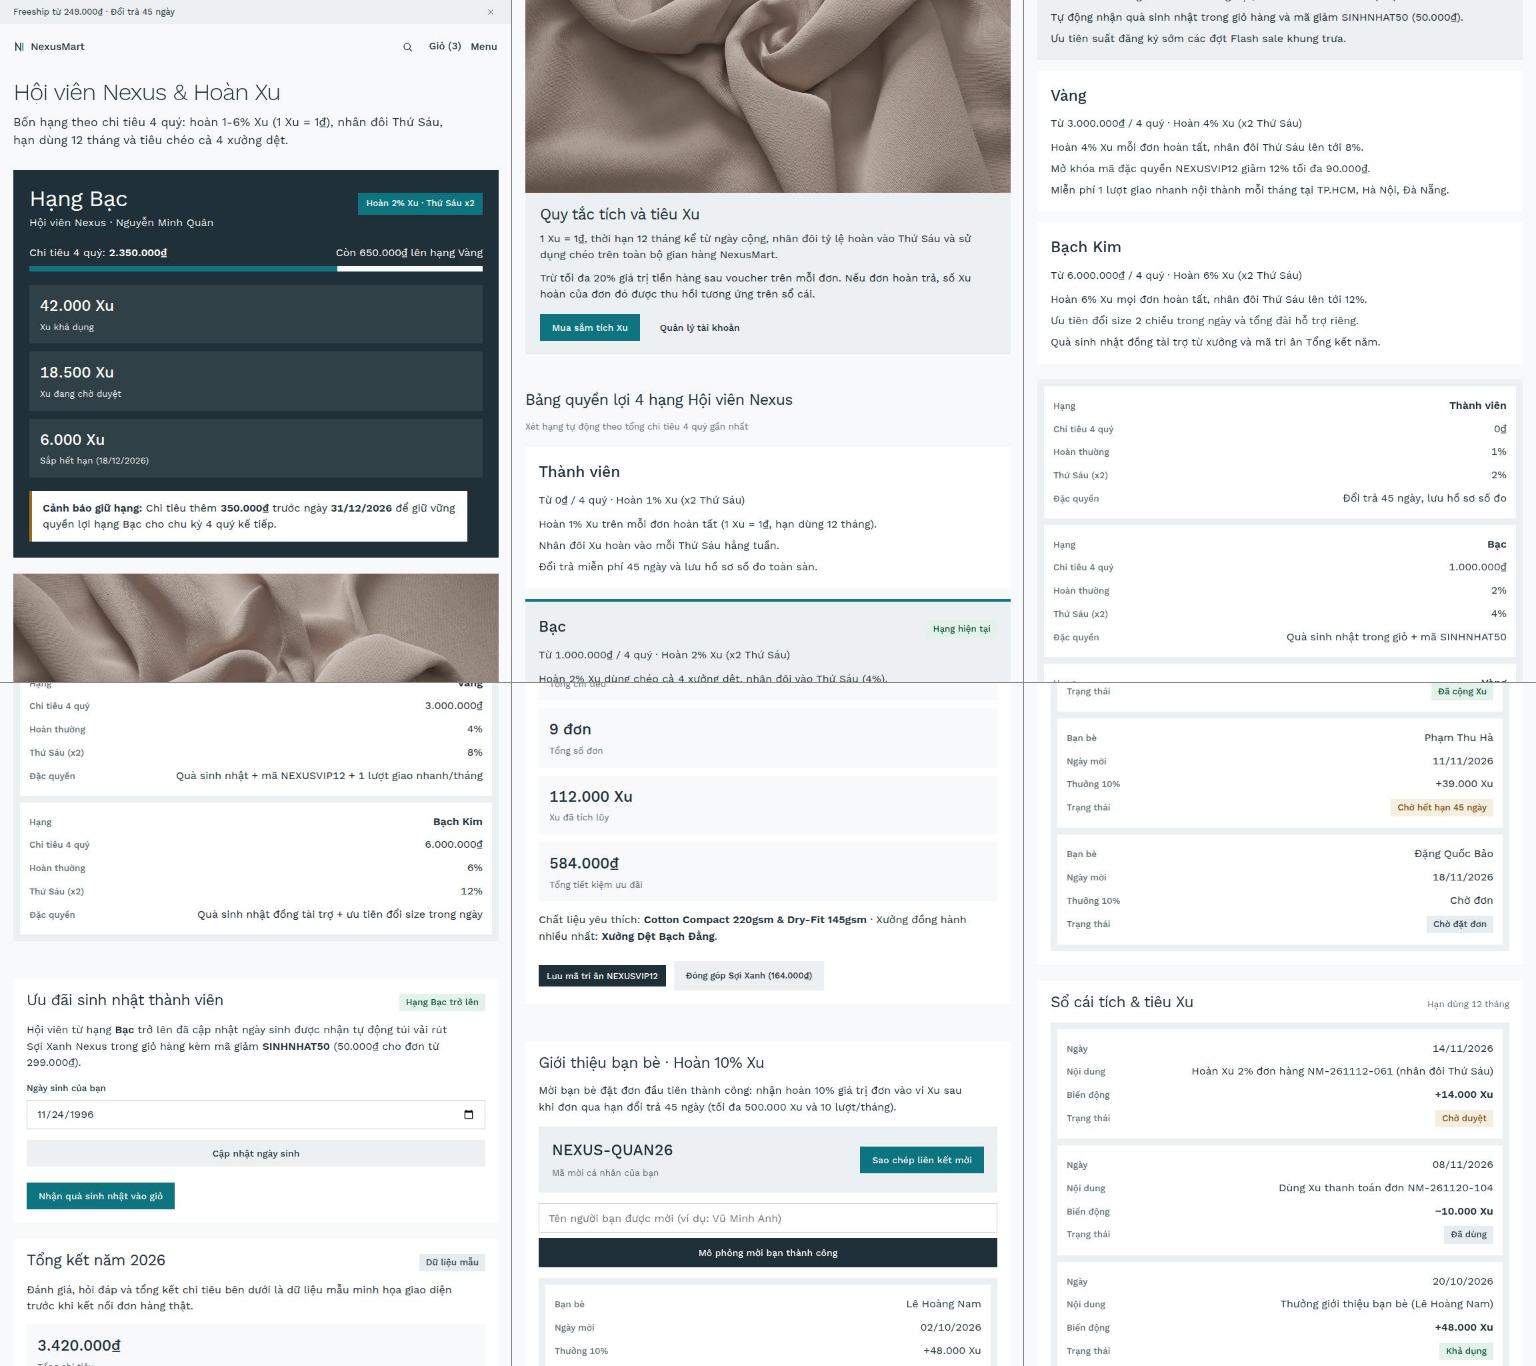 Freeship từ 249.000₫ · Đổi trả 45 ngày ×
NexusMart
Giỏ (3) Menu
Hội viên Nexus & Hoàn Xu
Bốn hạng theo chi tiêu 4 quý: hoàn 1-6% Xu (1 Xu = 1₫), nhân đôi Thứ Sáu,
hạn dùng 12 tháng và tiêu chéo cả 4 xưởng dệt.
Hạng Bạc
Hoàn 2% Xu · Thứ Sáu x2
Hội viên Nexus · Nguyễn Minh Quân
Chi tiêu 4 quý: 2.350.000₫ Còn 650.000₫ lên hạng Vàng
42.000 Xu
Xu khả dụng
18.500 Xu
Xu đang chờ duyệt
6.000 Xu
Sắp hết hạn (18/12/2026)
Cảnh báo giữ hạng: Chi tiêu thêm 350.000₫ trước ngày 31/12/2026 để giữ vững
quyền lợi hạng Bạc cho chu kỳ 4 quý kế tiếp.
Quy tắc tích và tiêu Xu
1 Xu = 1₫, thời hạn 12 tháng kể từ ngày cộng, nhân đôi tỷ lệ hoàn vào Thứ Sáu và sử
dụng chéo trên toàn bộ gian hàng NexusMart.
Trừ tối đa 20% giá trị tiền hàng sau voucher trên mỗi đơn. Nếu đơn hoàn trả, số Xu
hoàn của đơn đó được thu hồi tương ứng trên sổ cái.
Mua sắm tích Xu Quản lý tài khoản
Bảng quyền lợi 4 hạng Hội viên Nexus
Xét hạng tự động theo tổng chi tiêu 4 quý gần nhất
Thành viên
Từ 0₫ / 4 quý · Hoàn 1% Xu (x2 Thứ Sáu)
Hoàn 1% Xu trên mỗi đơn hoàn tất (1 Xu = 1₫, hạn dùng 12 tháng).
Nhân đôi Xu hoàn vào mỗi Thứ Sáu hằng tuần.
Đổi trả miễn phí 45 ngày và lưu hồ sơ số đo toàn sàn.
Bạc Hạng hiện tại
Từ 1.000.000₫ / 4 quý · Hoàn 2% Xu (x2 Thứ Sáu)
Hoàn 2% Xu dùng chéo cả 4 xưởng dệt, nhân đôi vào Thứ Sáu (4%).
Tự động nhận quà sinh nhật trong giỏ hàng và mã giảm SINHNHAT50 (50.000₫).
Ưu tiên suất đăng ký sớm các đợt Flash sale khung trưa.
Vàng
Từ 3.000.000₫ / 4 quý · Hoàn 4% Xu (x2 Thứ Sáu)
Hoàn 4% Xu mỗi đơn hoàn tất, nhân đôi Thứ Sáu lên tới 8%.
Mở khóa mã đặc quyền NEXUSVIP12 giảm 12% tối đa 90.000₫.
Miễn phí 1 lượt giao nhanh nội thành mỗi tháng tại TP.HCM, Hà Nội, Đà Nẵng.
Bạch Kim
Từ 6.000.000₫ / 4 quý · Hoàn 6% Xu (x2 Thứ Sáu)
Hoàn 6% Xu mọi đơn hoàn tất, nhân đôi Thứ Sáu lên tới 12%.
Ưu tiên đổi size 2 chiều trong ngày và tổng đài hỗ trợ riêng.
Quà sinh nhật đồng tài trợ từ xưởng và mã tri ân Tổng kết năm.
Hạng Thành viên
Chi tiêu 4 quý 0₫
Hoàn thường 1%
Thứ Sáu (x2) 2%
Đặc quyền Đổi trả 45 ngày, lưu hồ sơ số đo
Hạng Bạc
Chi tiêu 4 quý 1.000.000₫
Hoàn thường 2%
Thứ Sáu (x2) 4%
Đặc quyền Quà sinh nhật trong giỏ + mã SINHNHAT50
Hạng Vàng
Chi tiêu 4 quý 3.000.000₫
Hoàn thường 4%
Thứ Sáu (x2) 8%
Đặc quyền Quà sinh nhật + mã NEXUSVIP12 + 1 lượt giao nhanh/tháng
Hạng Bạch Kim
Chi tiêu 4 quý 6.000.000₫
Hoàn thường 6%
Thứ Sáu (x2) 12%
Đặc quyền Quà sinh nhật đồng tài trợ + ưu tiên đổi size trong ngày
Ưu đãi sinh nhật thành viên Hạng Bạc trở lên
Hội viên từ hạng Bạc trở lên đã cập nhật ngày sinh được nhận tự động túi vải rút
Sợi Xanh Nexus trong giỏ hàng kèm mã giảm SINHNHAT50 (50.000₫ cho đơn từ
299.000₫).
Ngày sinh của bạn
11/24/1996
Cập nhật ngày sinh
Nhận quà sinh nhật vào giỏ
Tổng kết năm 2026 Dữ liệu mẫu
Đánh giá, hỏi đáp và tổng kết chi tiêu bên dưới là dữ liệu mẫu minh họa giao diện
trước khi kết nối đơn hàng thật.
3.420.000₫
Tổng chi tiêu
9 đơn
Tổng số đơn
112.000 Xu
Xu đã tích lũy
584.000₫
Tổng tiết kiệm ưu đãi
Chất liệu yêu thích: Cotton Compact 220gsm & Dry-Fit 145gsm · Xưởng đồng hành
nhiều nhất: Xưởng Dệt Bạch Đằng.
Lưu mã tri ân NEXUSVIP12 Đóng góp Sợi Xanh (164.000₫)
Giới thiệu bạn bè · Hoàn 10% Xu
Mời bạn bè đặt đơn đầu tiên thành công: nhận hoàn 10% giá trị đơn vào ví Xu sau
khi đơn qua hạn đổi trả 45 ngày (tối đa 500.000 Xu và 10 lượt/tháng).
NEXUS-QUAN26
Mã mời cá nhân của bạn
Sao chép liên kết mời
Tên người bạn được mời (ví dụ: Vũ Minh Anh)
Mô phỏng mời bạn thành công
Bạn bè Lê Hoàng Nam
Ngày mời 02/10/2026
Thưởng 10% +48.000 Xu
Trạng thái Đã cộng Xu
Bạn bè Phạm Thu Hà
Ngày mời 11/11/2026
Thưởng 10% +39.000 Xu
Trạng thái Chờ hết hạn 45 ngày
Bạn bè Đặng Quốc Bảo
Ngày mời 18/11/2026
Thưởng 10% Chờ đơn
Trạng thái Chờ đặt đơn
Sổ cái tích & tiêu Xu Hạn dùng 12 tháng
Ngày 14/11/2026
Nội dung Hoàn Xu 2% đơn hàng NM-261112-061 (nhân đôi Thứ Sáu)
Biến động +14.000 Xu
Trạng thái Chờ duyệt
Ngày 08/11/2026
Nội dung Dùng Xu thanh toán đơn NM-261120-104
Biến động −10.000 Xu
Trạng thái Đã dùng
Ngày 20/10/2026
Nội dung Thưởng giới thiệu bạn bè (Lê Hoàng Nam)
Biến động +48.000 Xu
Trạng thái Khả dụng